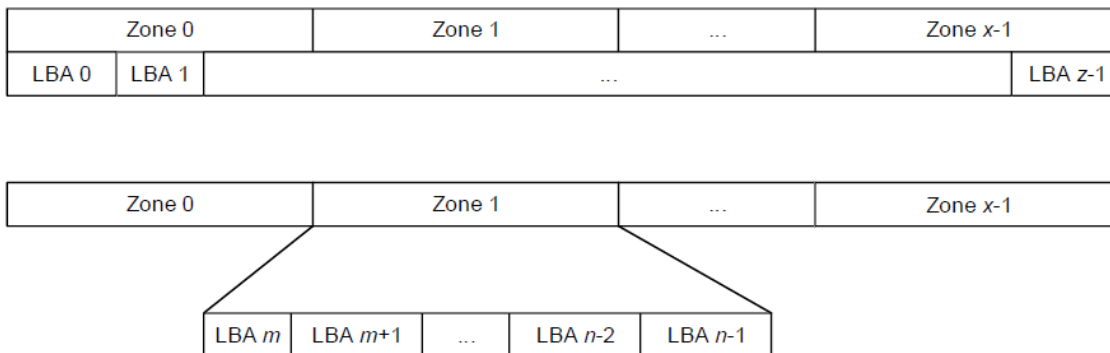 Zone 0 Zone 1 ... Zone x-1
LBA 0 LBA 1 ... LBA z-1
Zone 0 Zone 1 ... Zone x-1
LBA m LBA m+1 ... LBA n-2 LBA n-1